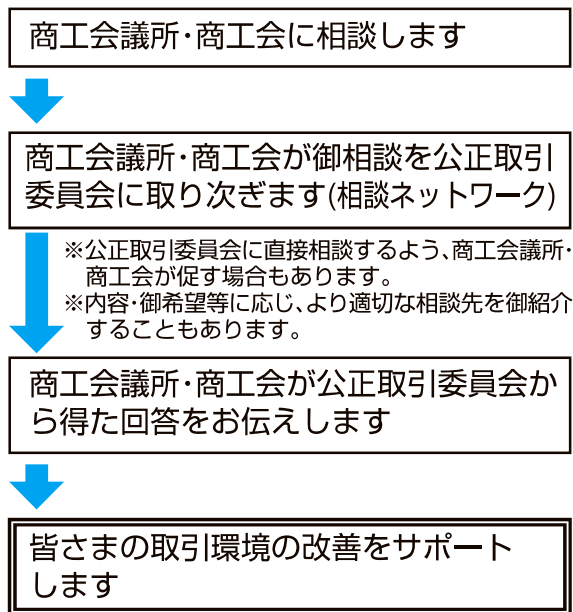 商工会議所・商工会に相談します
商工会議所・商工会が御相談を公正取引
委員会に取り次ぎます(相談ネットワーク)
※公正取引委員会に直接相談するよう、商工会議所・
商工会が促す場合もあります。
※内容・御希望等に応じ、より適切な相談先を御紹介
することもあります。
商工会議所・商工会が公正取引委員会か
ら得た回答をお伝えします
皆さまの取引環境の改善をサポート
します